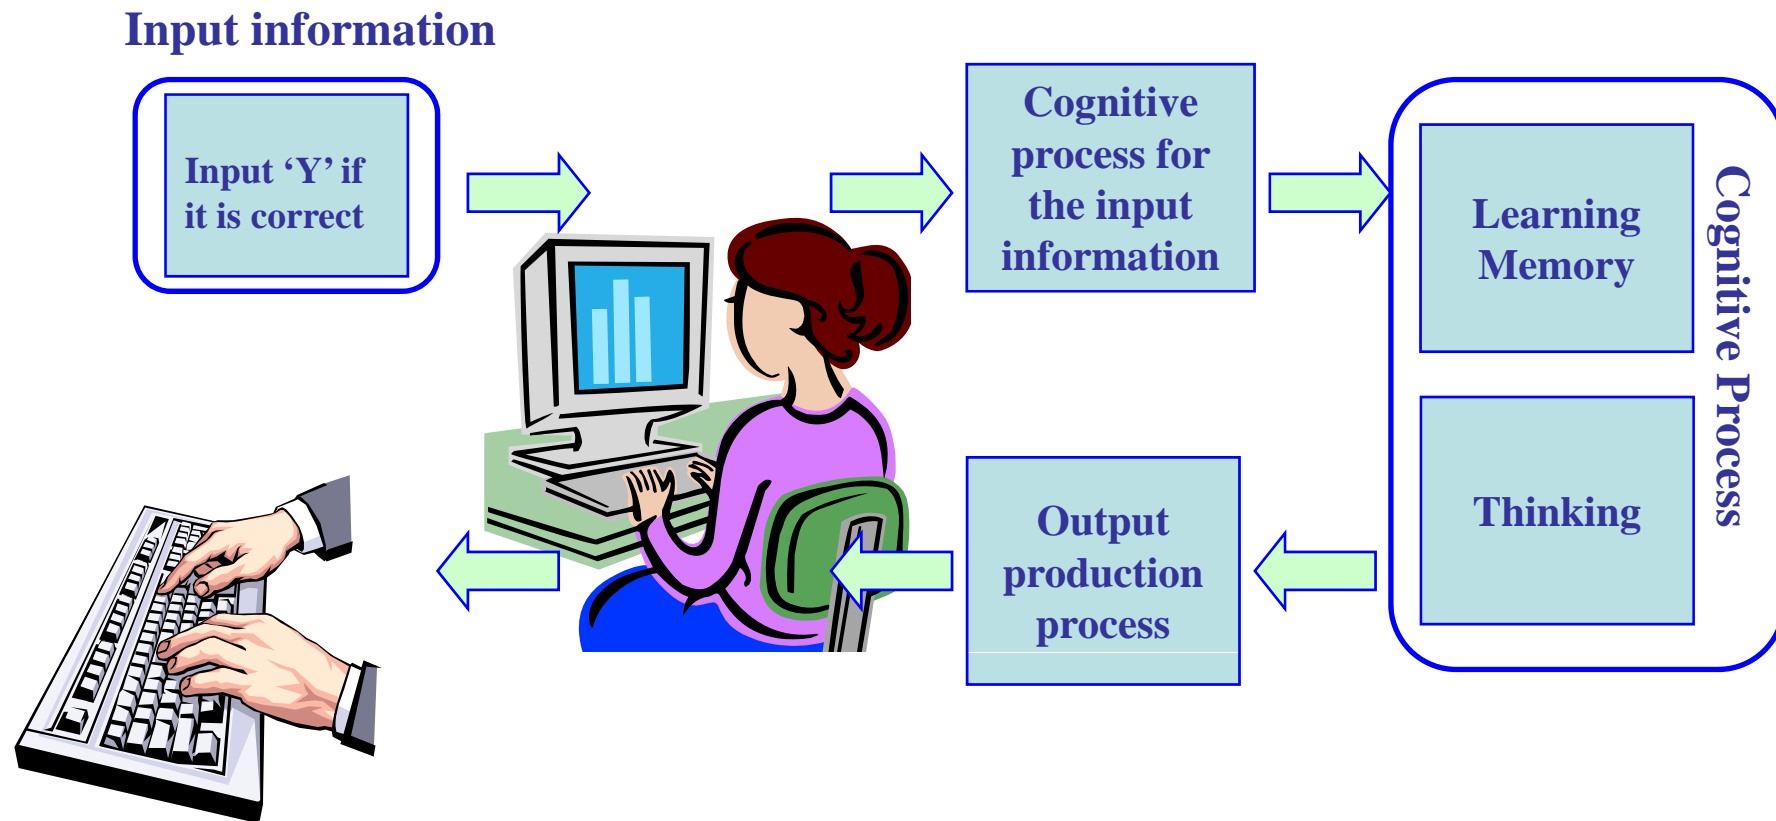 Input information
Input ‘Y’ if
it is correct
Cognitive
process for
the input
information
Learning
Memory
Cognitive Process
Thinking
Output
production
process